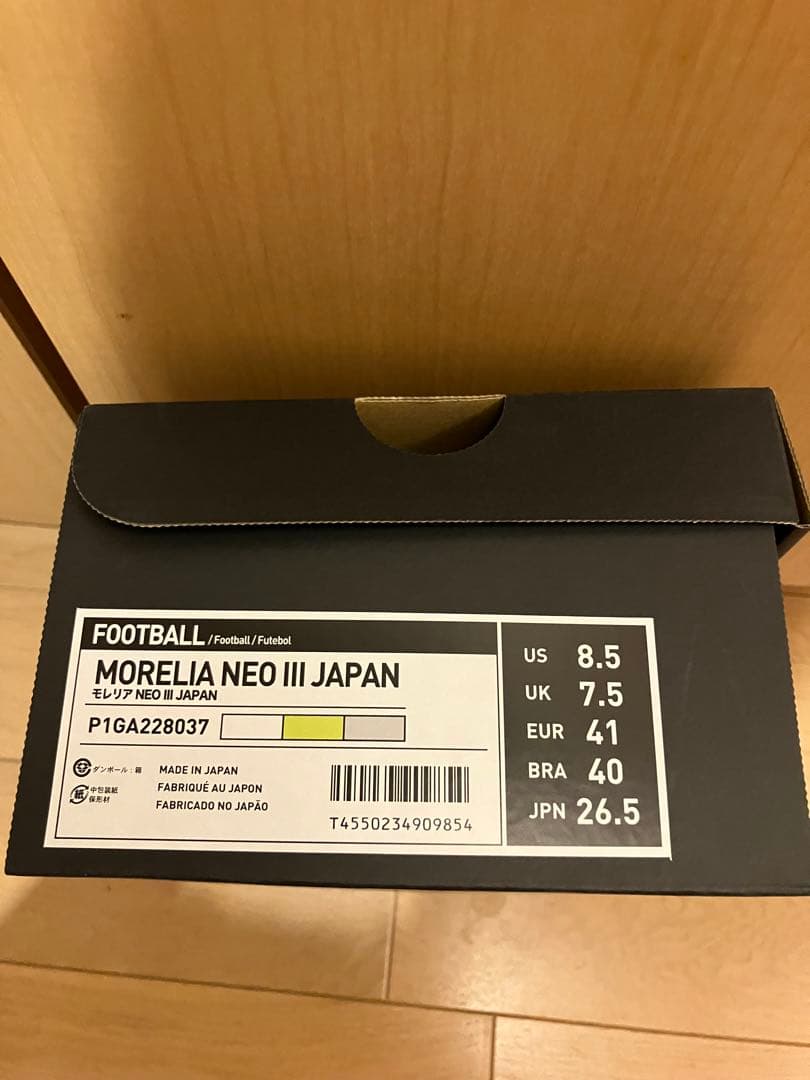 FOOTBALL / Football / Futebol
MORELIA NEO III JAPAN
モレリア NEO III JAPAN
P1GA228037
ダンボール:箱
紙
中包装紙
保形材
MADE IN JAPAN
FABRIQUÉ AU JAPON
FABRICADO NO JAPÃO
T4550234909854
US 8.5
UK 7.5
EUR 41
BRA 40
JPN 26.5